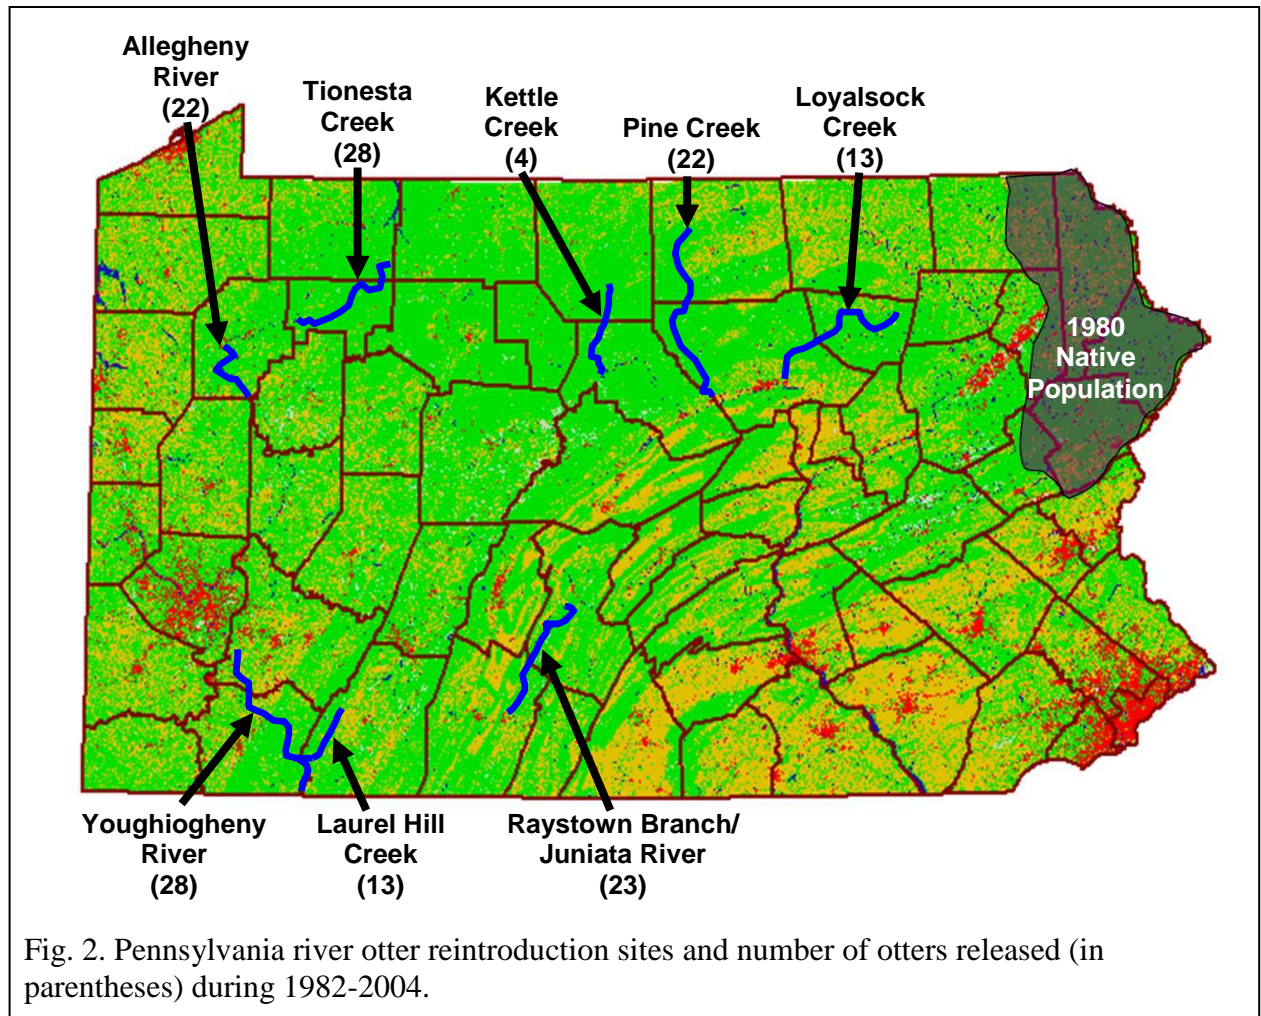 Allegheny
River
(22)
Tionesta
Creek
(28)
Kettle
Creek
(4)
Pine Creek
(22)
Loyalsock
Creek
(13)
1980
Native
Population
Youghiogheny
River
(28)
Laurel Hill
Creek
(13)
Raystown Branch/
Juniata River
(23)
Fig. 2. Pennsylvania river otter reintroduction sites and number of otters released (in
parentheses) during 1982-2004.